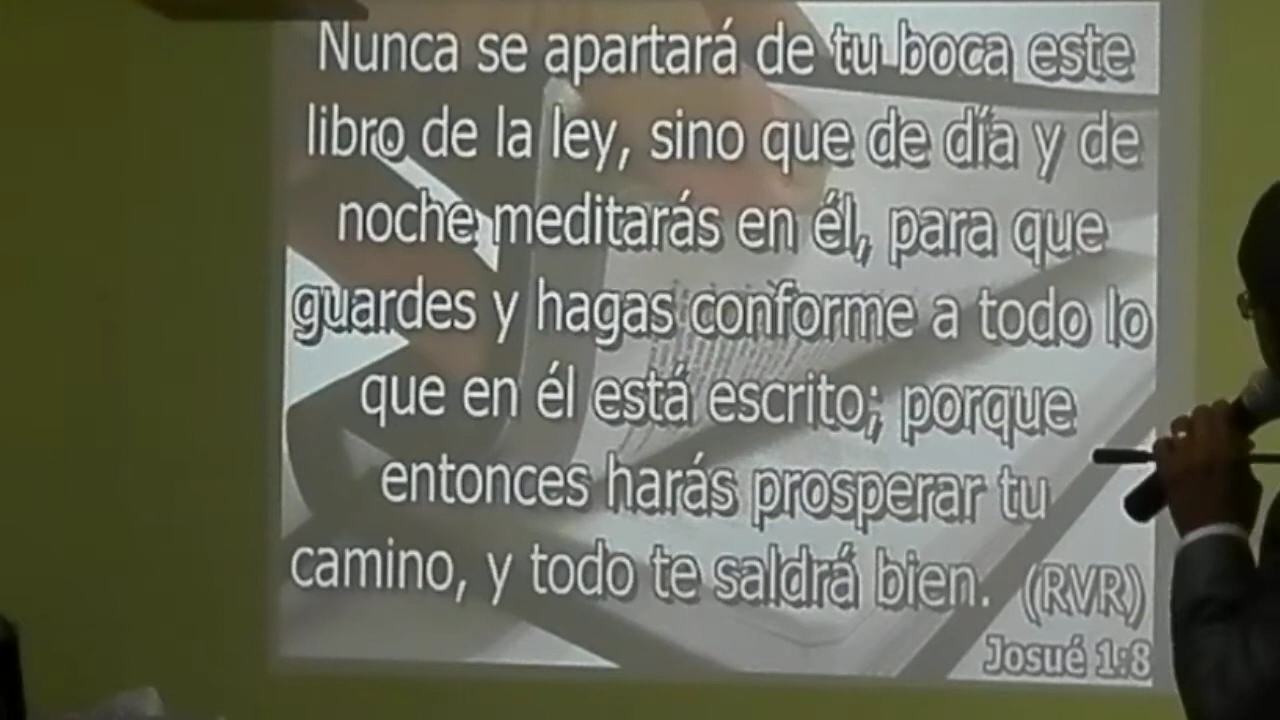 Nunca se apartará de tu boca este
libro de la ley, sino que de día y de
noche meditarás en él, para que
guardes y hagas conforme a todo lo
que en él está escrito; porque
entonces harás prosperar tu
camino, y todo te saldrá bien. (RVR)
Josué 1:8